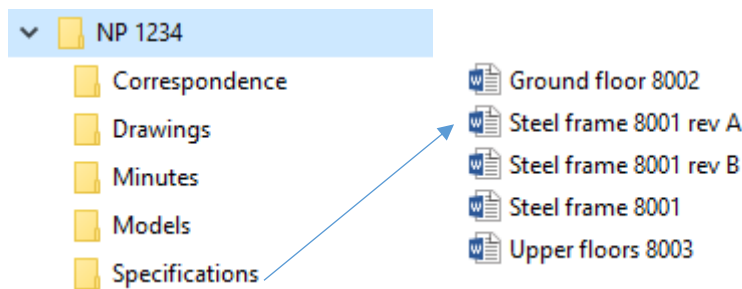 NP 1234
Correspondence
Drawings
Minutes
Models
Specifications
Ground floor 8002
Steel frame 8001 rev A
Steel frame 8001 rev B
Steel frame 8001
Upper floors 8003